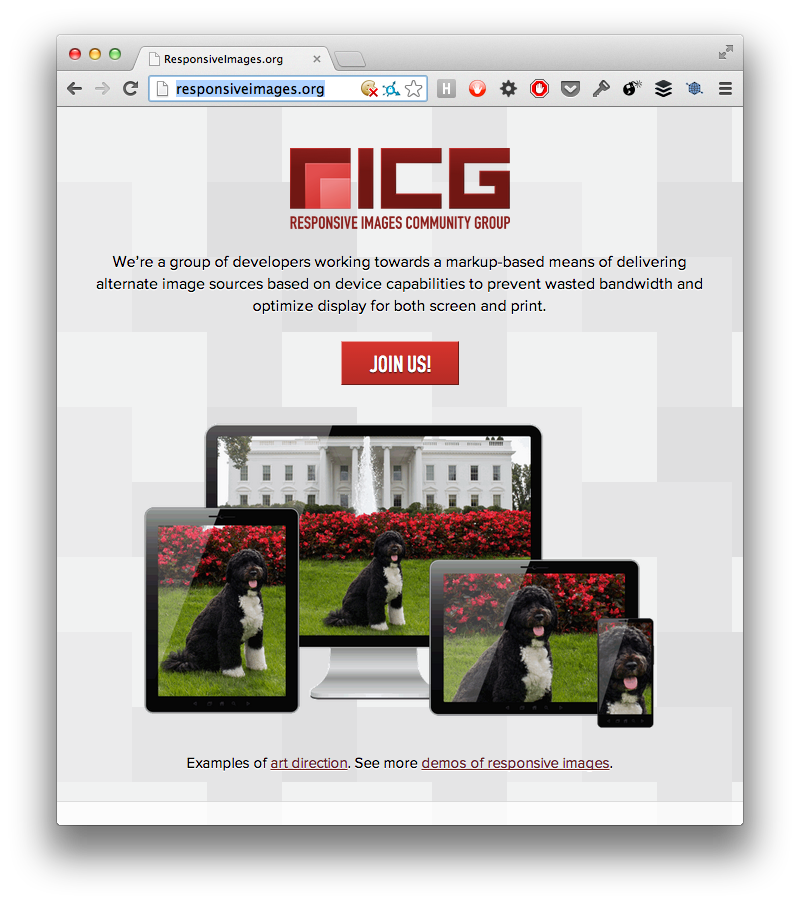 ResponsiveImages.org
responsiveimages.org
H
RICG
RESPONSIVE IMAGES COMMUNITY GROUP
We're a group of developers working towards a markup-based means of delivering
alternate image sources based on device capabilities to prevent wasted bandwidth and
optimize display for both screen and print.
JOIN US!
Examples of art direction. See more demos of responsive images.